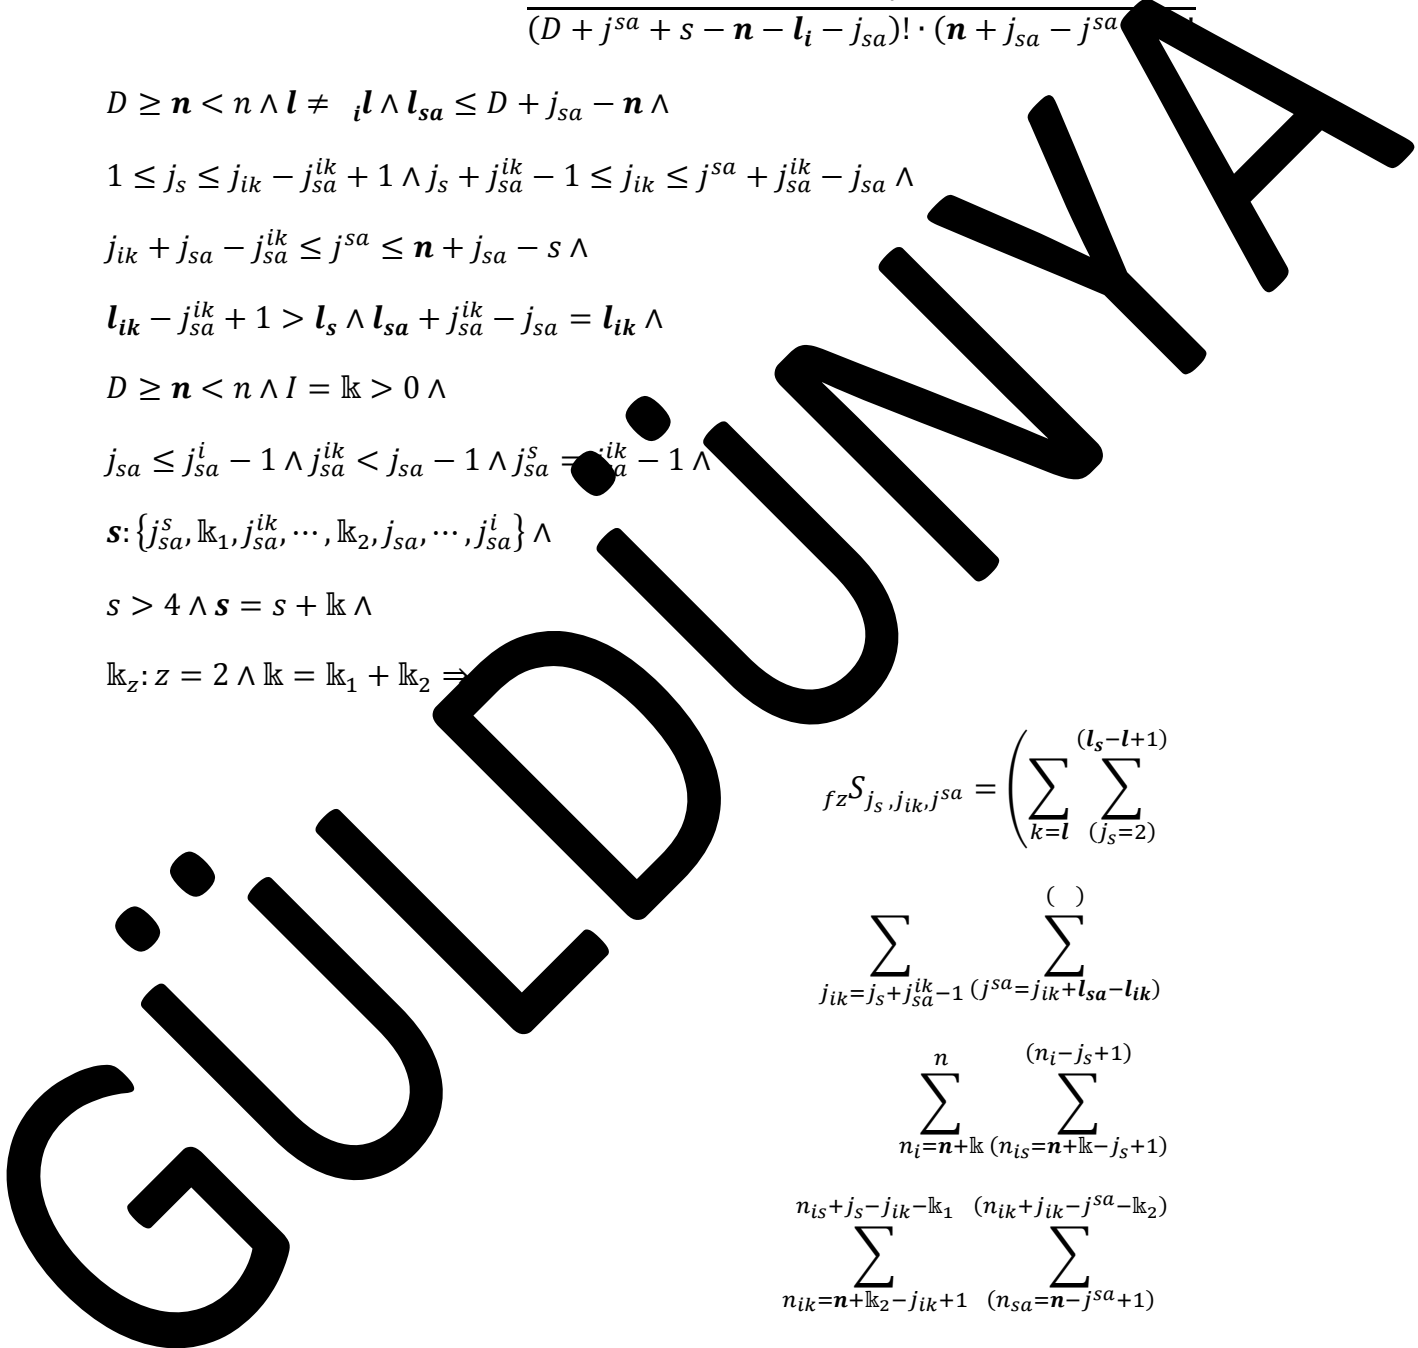 (D + j^{sa} + s − n − l_i − j_{sa})! · (n + j_{sa} − j^{sa}
D ≥ n < n ∧ l ≠ _il ∧ l_{sa} ≤ D + j_{sa} − n ∧
1 ≤ j_s ≤ j_{ik} − j_{sa}^{ik} + 1 ∧ j_s + j_{sa}^{ik} − 1 ≤ j_{ik} ≤ j^{sa} + j_{sa}^{ik} − j_{sa} ∧
j_{ik} + j_{sa} − j_{sa}^{ik} ≤ j^{sa} ≤ n + j_{sa} − s ∧
l_{ik} − j_{sa}^{ik} + 1 > l_s ∧ l_{sa} + j_{sa}^{ik} − j_{sa} = l_{ik} ∧
D ≥ n < n ∧ I = 𝕜 > 0 ∧
j_{sa} ≤ j_{sa}^i − 1 ∧ j_{sa}^{ik} < j_{sa} − 1 ∧ j_{sa}^s = j_{sa}^{ik} − 1 ∧
s: {j_{sa}^s, 𝕜_1, j_{sa}^{ik}, ⋯ , 𝕜_2, j_{sa}, ⋯ , j_{sa}^i} ∧
s > 4 ∧ s = s + 𝕜 ∧
𝕜_z: z = 2 ∧ 𝕜 = 𝕜_1 + 𝕜_2 ⇒
_{fz}S_{j_s, j_{ik}, j^{sa}} = ( ∑_{k=l} ∑_{(j_s=2)}^{(l_s−l+1)}
∑_{j_{ik}=j_s+j_{sa}^{ik}−1} ∑_{(j^{sa}=j_{ik}+l_{sa}−l_{ik})}^{( )}
∑_{n_i=n+𝕜}^{n} ∑_{(n_{is}=n+𝕜−j_s+1)}^{(n_i−j_s+1)}
∑_{n_{ik}=n+𝕜_2−j_{ik}+1}^{n_{is}+j_s−j_{ik}−𝕜_1} ∑_{(n_{sa}=n−j^{sa}+1)}^{(n_{ik}+j_{ik}−j^{sa}−𝕜_2)}
GÜLDÜNYA